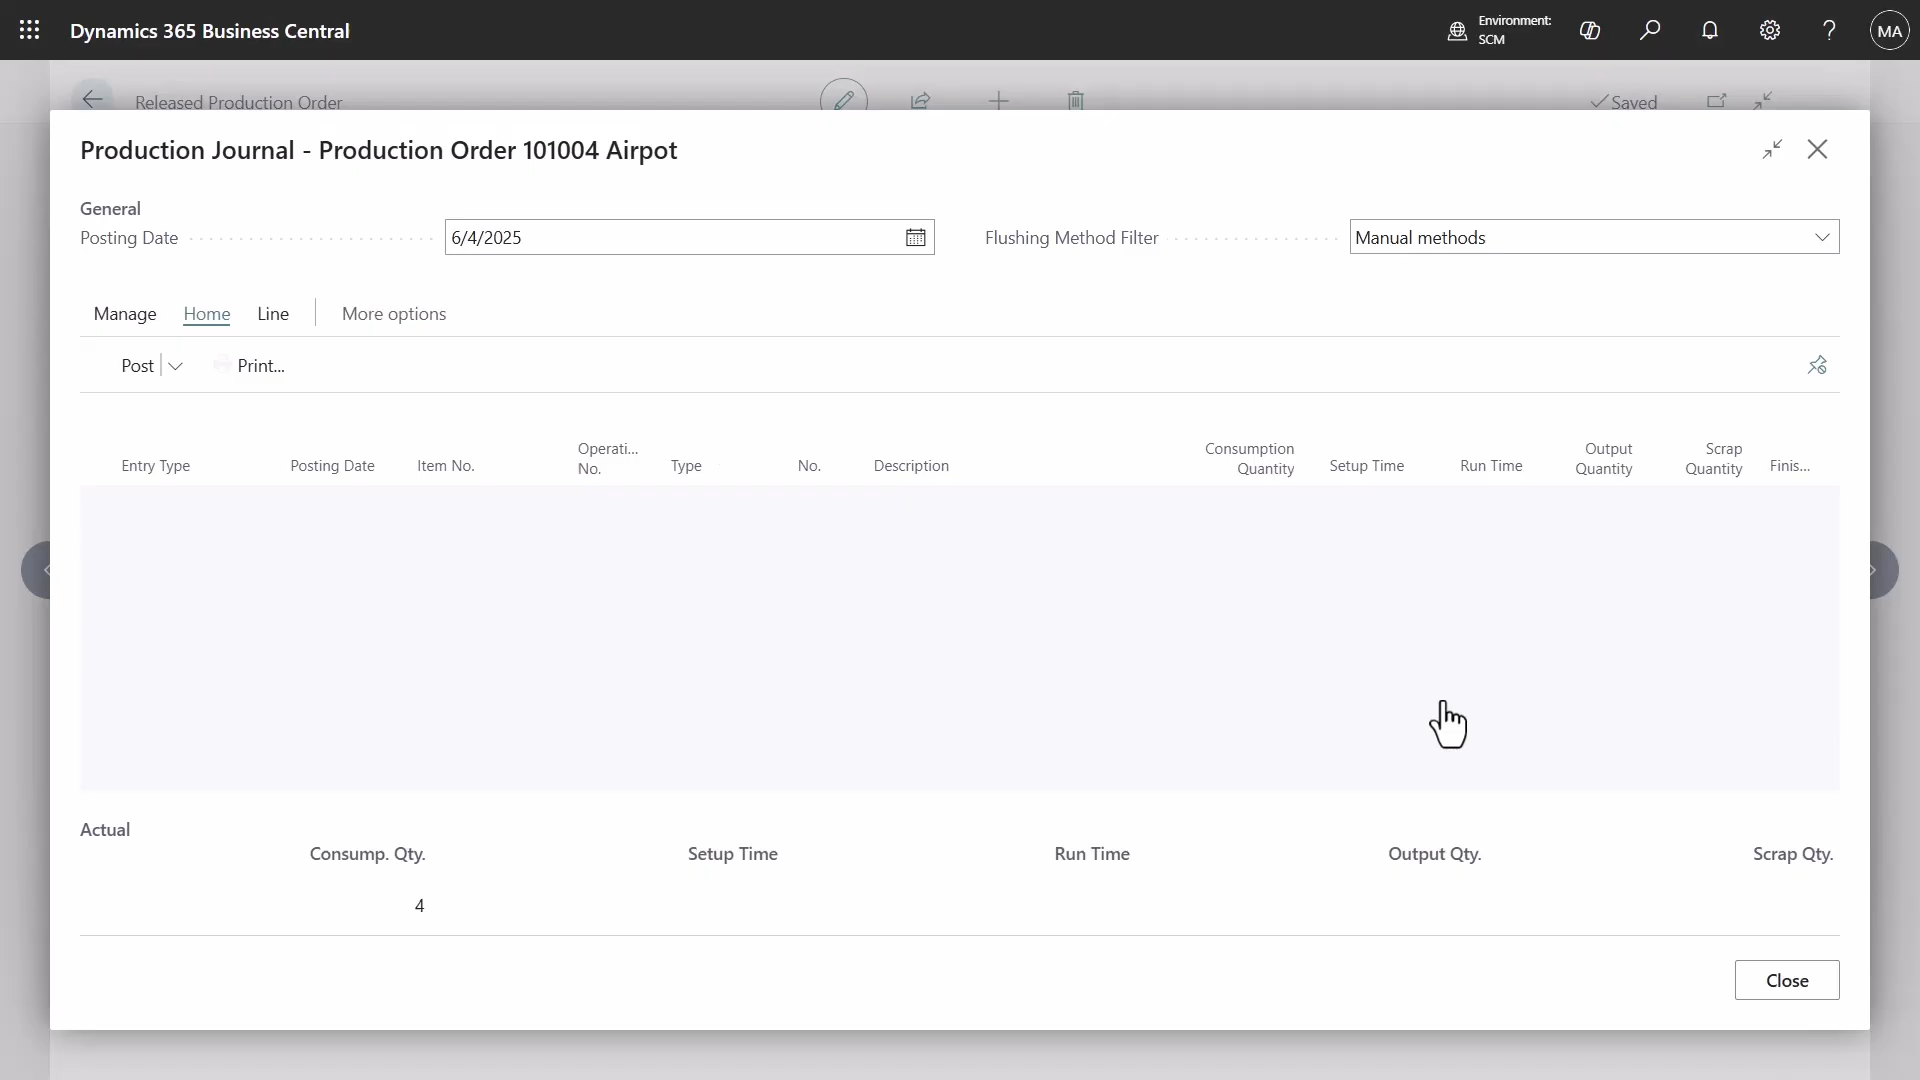 Dynamics 365 Business Central
Environment:
SCM
MA
Released Production Order
Saved
Production Journal - Production Order 101004 Airpot
General
Posting Date
6/4/2025
Flushing Method Filter
Manual methods
Manage
Home
Line
More options
Post
Print...
Entry Type
Posting Date
Item No.
Operati...
No.
Type
No.
Description
Consumption
Quantity
Setup Time
Run Time
Output
Quantity
Scrap
Quantity
Finis...
Actual
Consump. Qty.
Setup Time
Run Time
Output Qty.
Scrap Qty.
4
Close